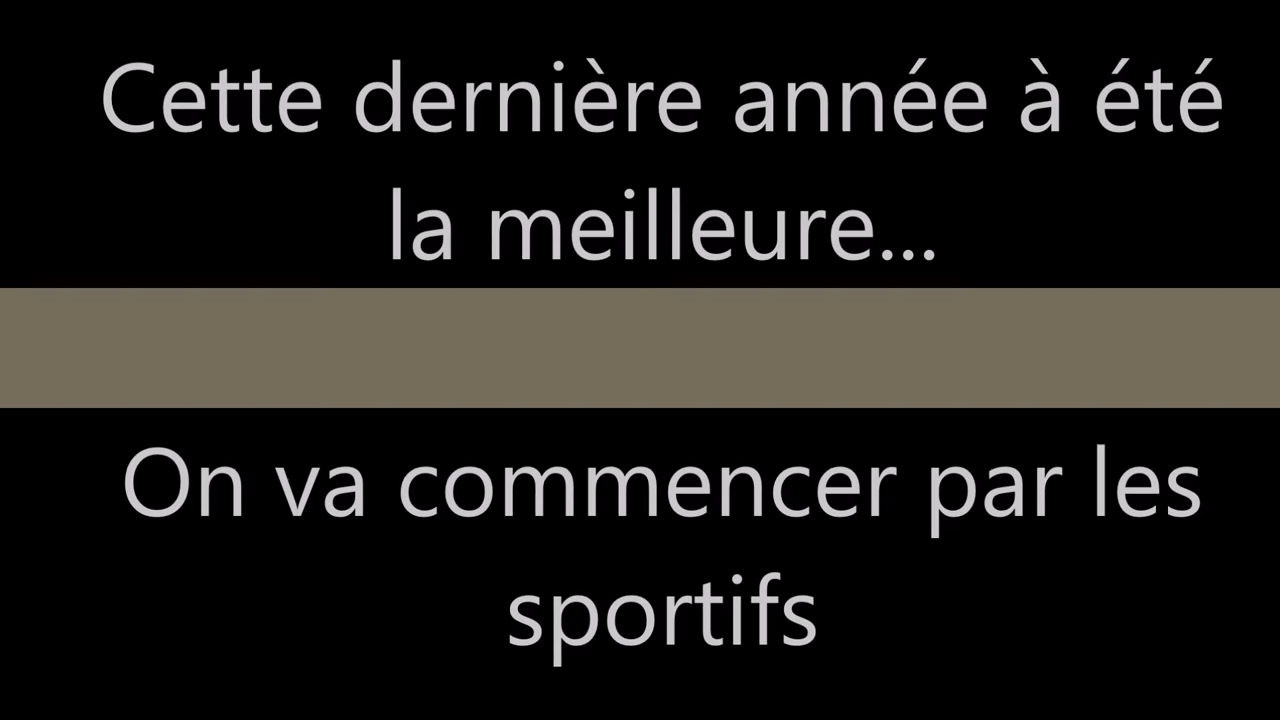 Cette dernière année à été
la meilleure...
On va commencer par les
sportifs